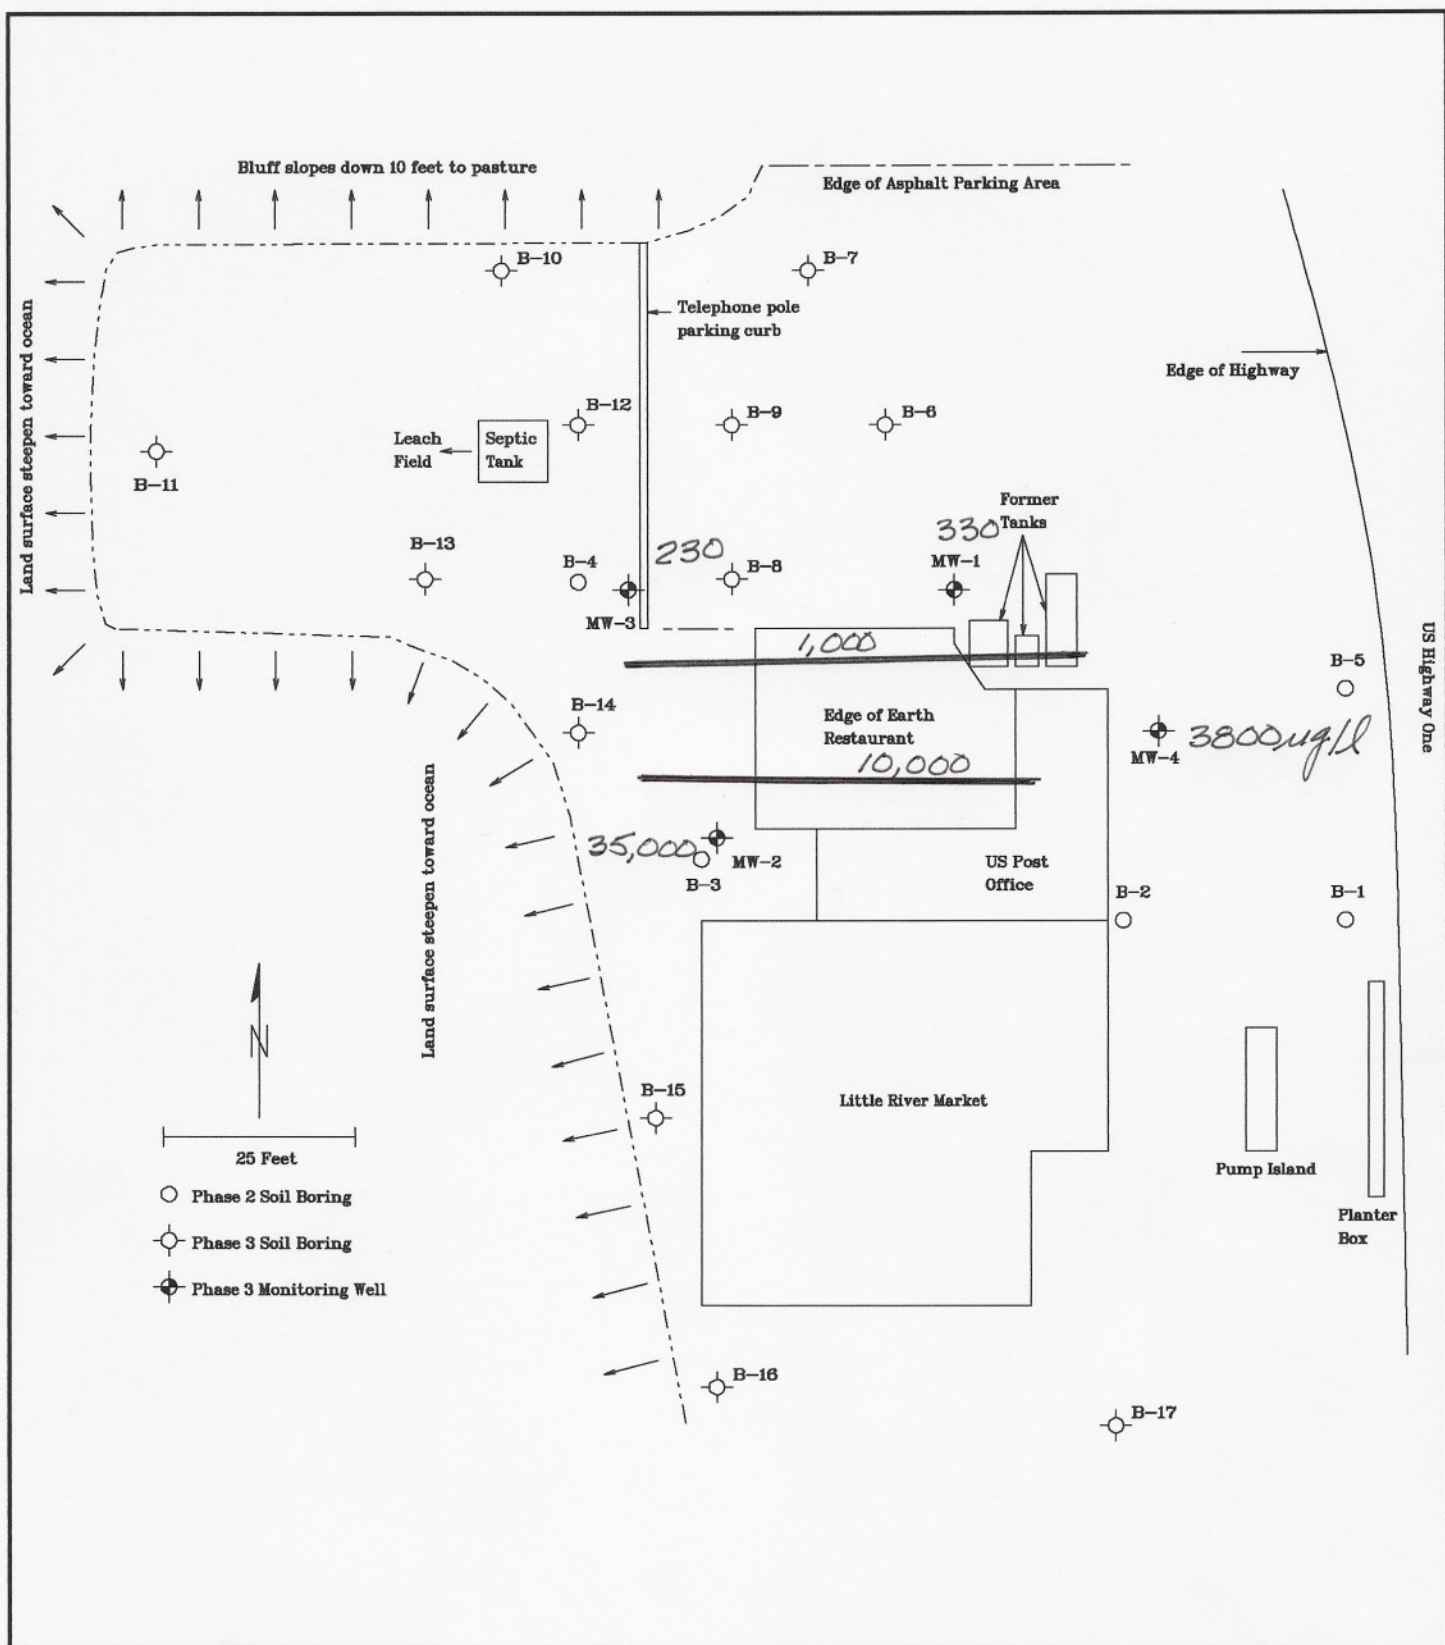 Bluff slopes down 10 feet to pasture
Edge of Asphalt Parking Area
B-10
B-7
Telephone pole
parking curb
Edge of Highway
Land surface steepen toward ocean
B-12
B-9
B-6
Leach
Field
Septic
Tank
B-11
Former
Tanks
330
B-13
B-4
230
B-8
MW-1
MW-3
1,000
B-5
US Highway One
B-14
Edge of Earth
Restaurant
3800 ug/l
MW-4
10,000
Land surface steepen toward ocean
35,000
MW-2
B-3
US Post
Office
B-2
B-1
N
B-15
Little River Market
25 Feet
Pump Island
Phase 2 Soil Boring
Planter
Box
Phase 3 Soil Boring
Phase 3 Monitoring Well
B-16
B-17